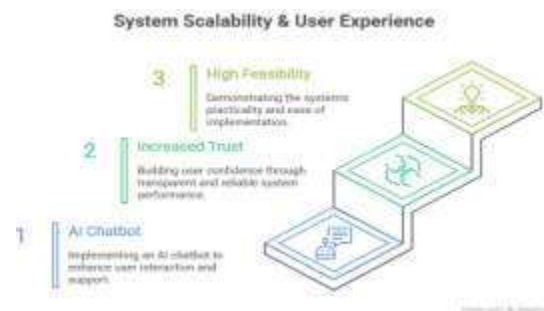 System Scalability & User Experience
3
High Feasibility
Demonstrating the systems
practicality and ease of
implementation.
2
Increased Trust
Building user confidence through
transparent and reliable system
performance.
1
AI Chatbot
Implementing an AI chatbot to
enhance user interaction and
support.